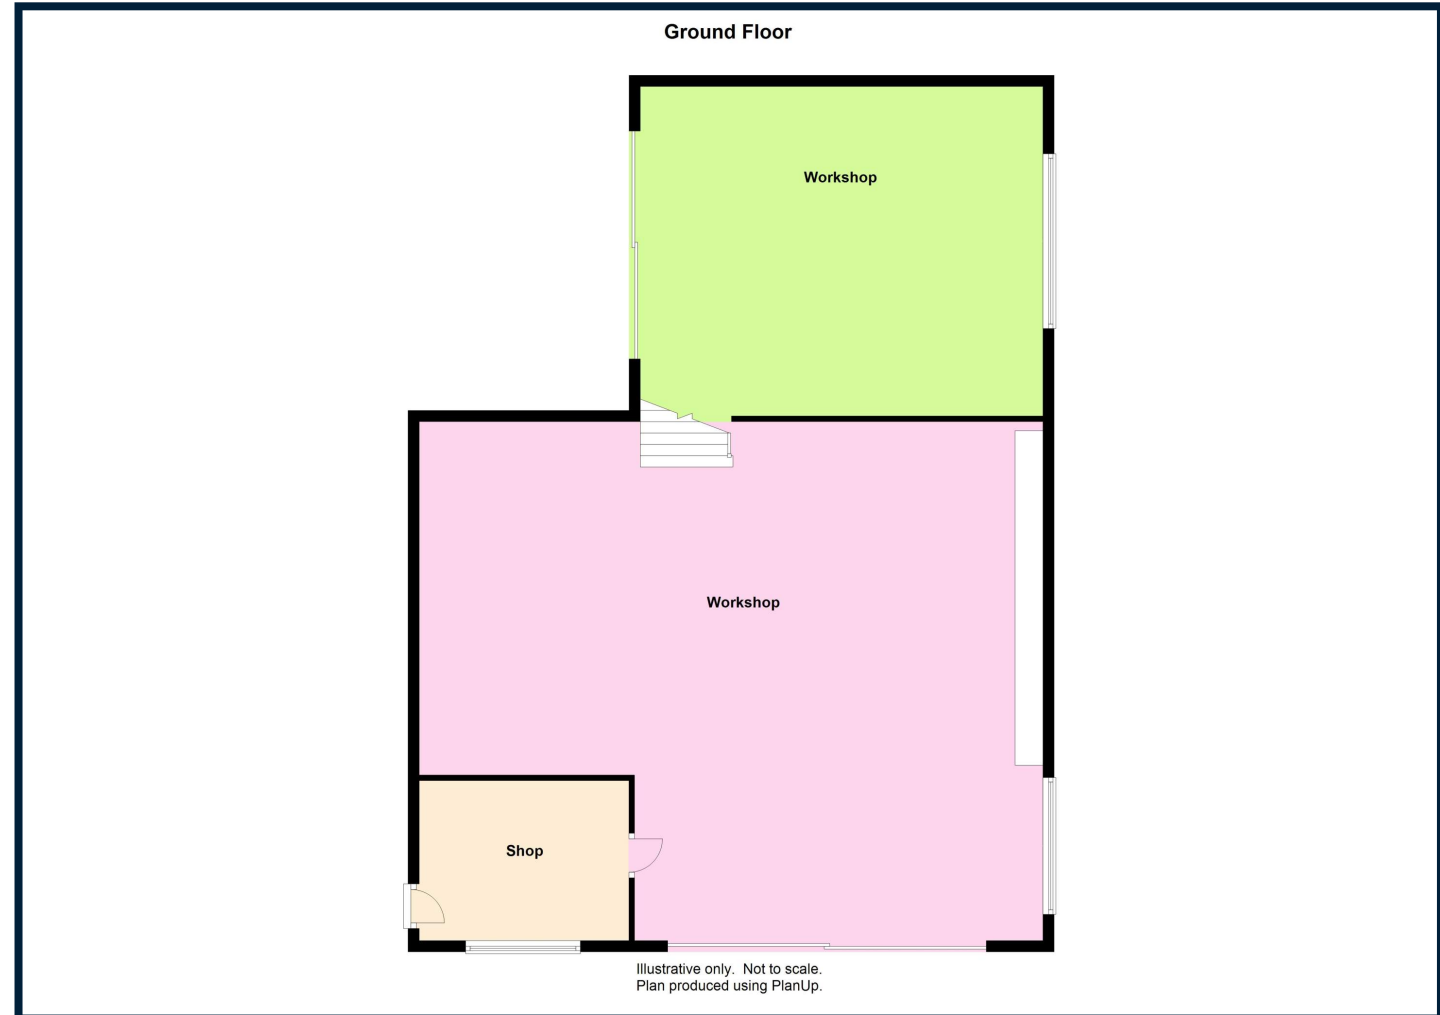 Ground Floor
Workshop
Workshop
Shop
Illustrative only.  Not to scale.
Plan produced using PlanUp.